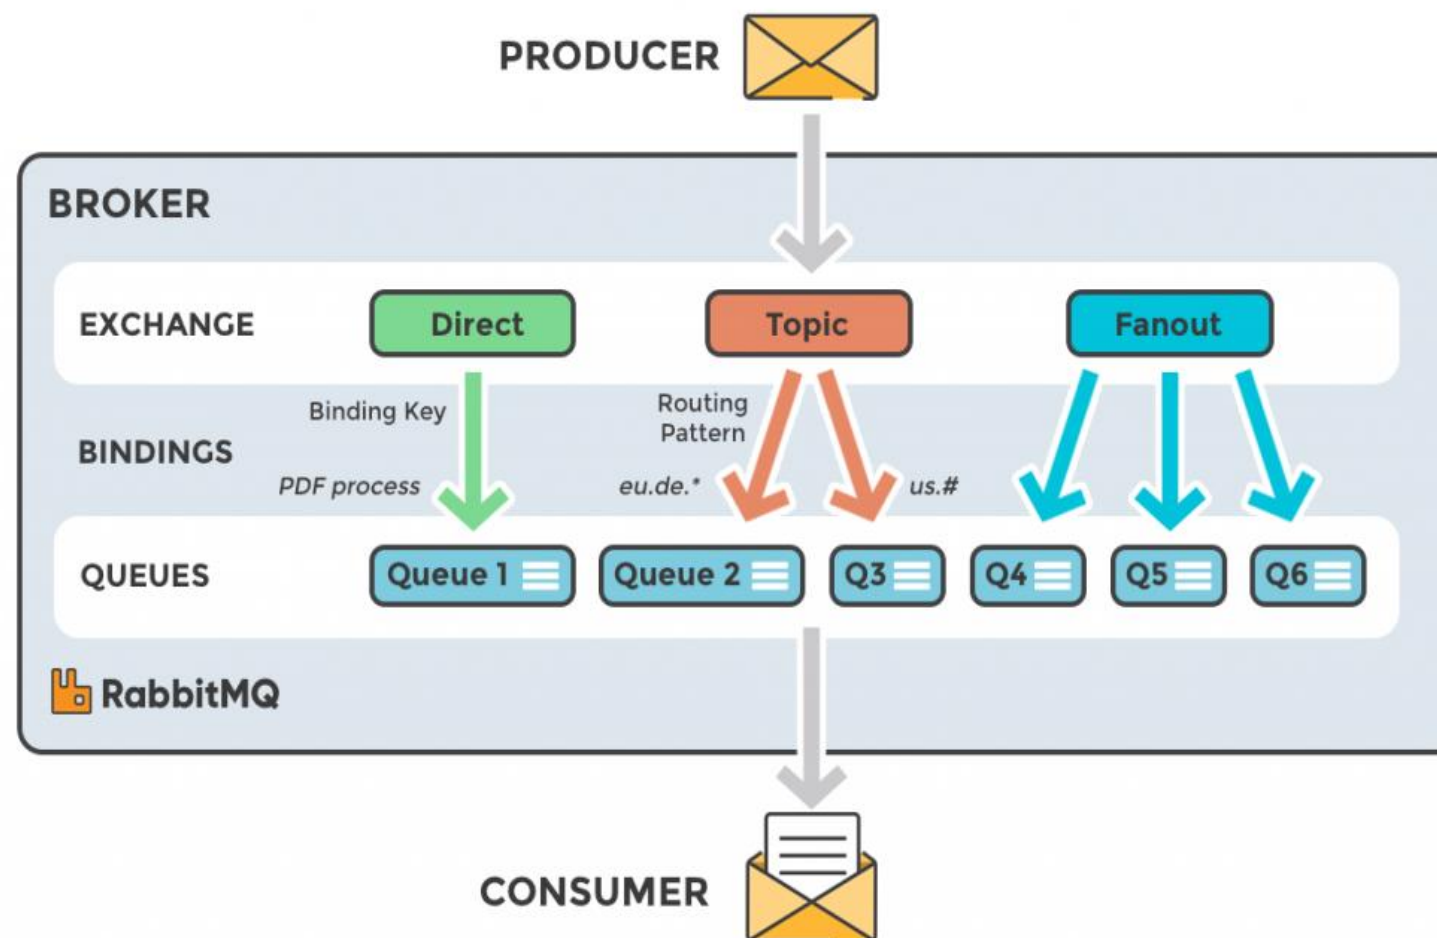 PRODUCER
BROKER
EXCHANGE
Direct
Topic
Fanout
Binding Key
Routing
Pattern
BINDINGS
PDF process
eu.de.*
us.#
QUEUES
Queue 1
Queue 2
Q3
Q4
Q5
Q6
RabbitMQ
CONSUMER